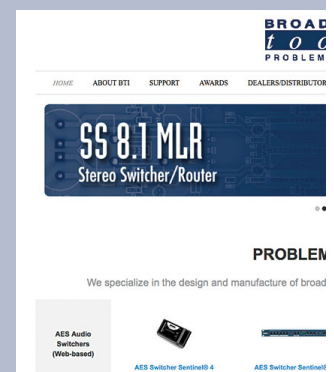 BROAD
too
PROBLEM
HOME ABOUT BTI SUPPORT AWARDS DEALERS/DISTRIBUTOR
SS 8.1 MLR
Stereo Switcher/Router
PROBLEM
We specialize in the design and manufacture of broad
AES Audio
Switchers
(Web-based)
AES Switcher Sentinel® 4 AES Switcher Sentinel®